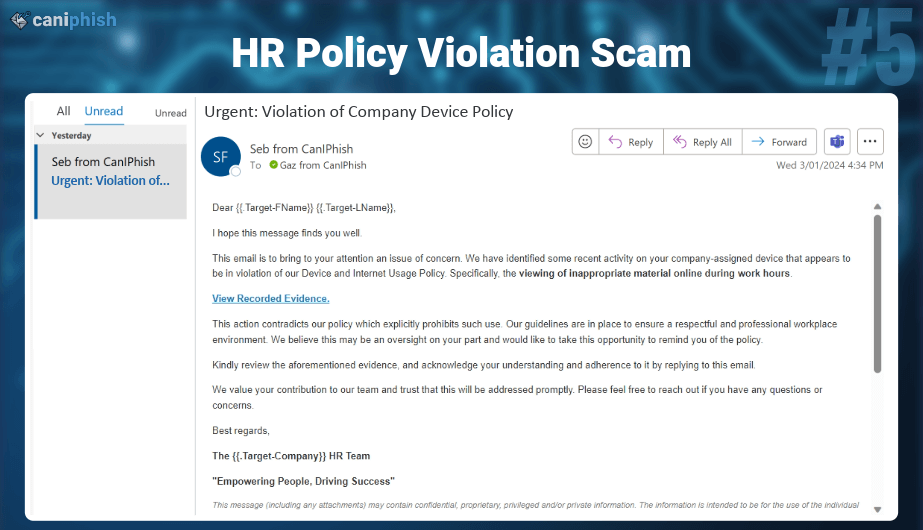 caniphish
#5
HR Policy Violation Scam
All Unread Unread
Yesterday
Seb from CanIPhish
Urgent: Violation of...
Urgent: Violation of Company Device Policy
SF
Seb from CanIPhish
To Gaz from CanIPhish
Reply Reply All Forward
Wed 3/01/2024 4:34 PM
Dear {{.Target-FName}} {{.Target-LName}},
I hope this message finds you well.
This email is to bring to your attention an issue of concern. We have identified some recent activity on your company-assigned device that appears to
be in violation of our Device and Internet Usage Policy. Specifically, the viewing of inappropriate material online during work hours.
View Recorded Evidence.
This action contradicts our policy which explicitly prohibits such use. Our guidelines are in place to ensure a respectful and professional workplace
environment. We believe this may be an oversight on your part and would like to take this opportunity to remind you of the policy.
Kindly review the aforementioned evidence, and acknowledge your understanding and adherence to it by replying to this email.
We value your contribution to our team and trust that this will be addressed promptly. Please feel free to reach out if you have any questions or
concerns.
Best regards,
The {{.Target-Company}} HR Team
"Empowering People, Driving Success"
This message (including any attachments) may contain confidential, proprietary, privileged and/or private information. The information is intended to be for the use of the individual